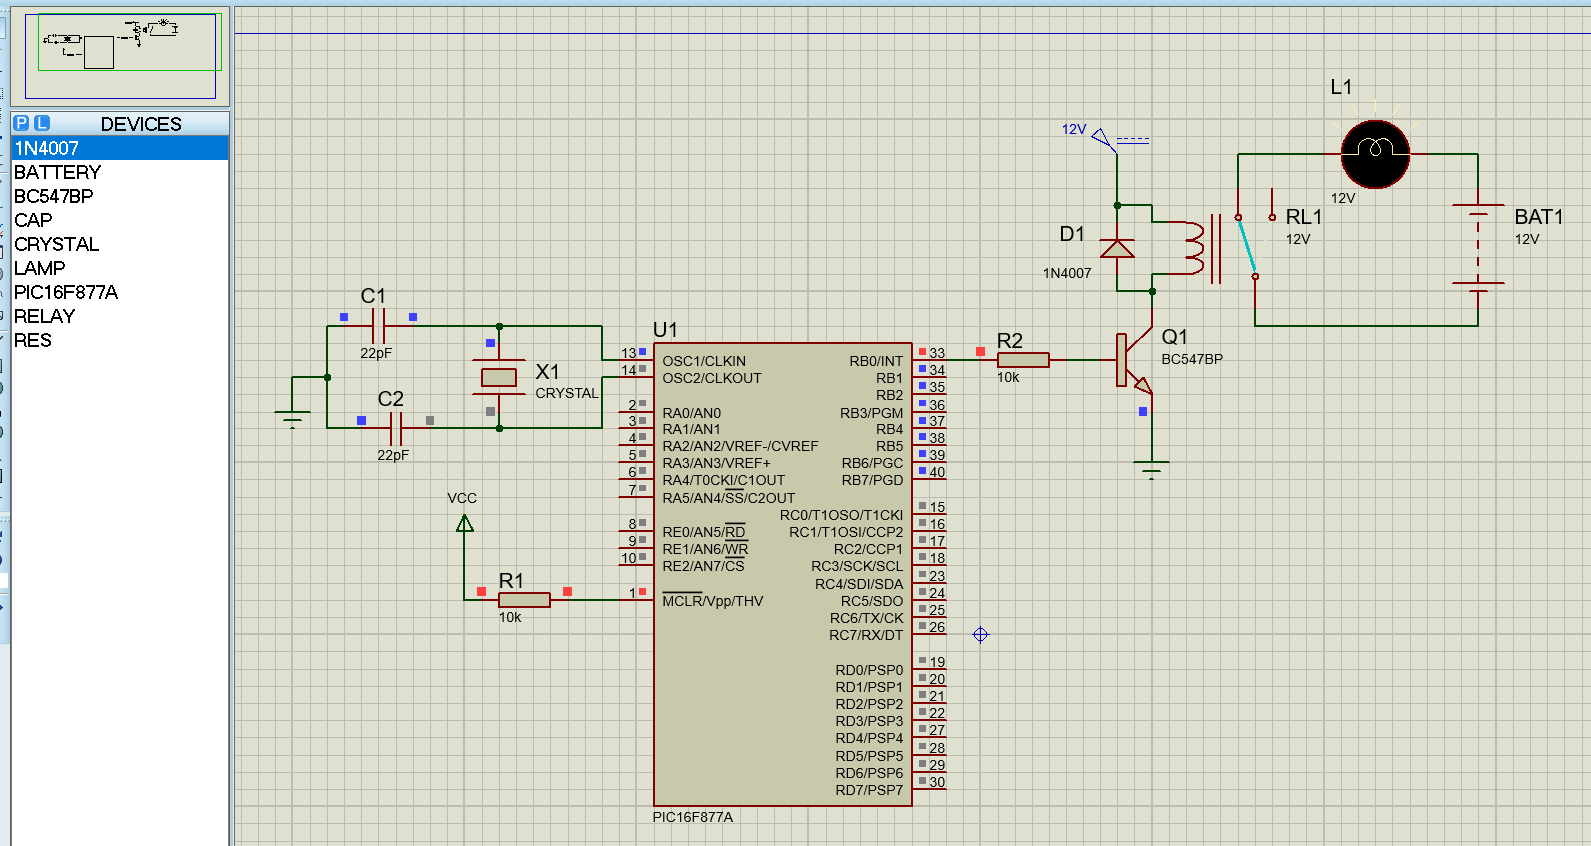 P L DEVICES
1N4007
BATTERY
BC547BP
CAP
CRYSTAL
LAMP
PIC16F877A
RELAY
RES
L1
12V
12V
RL1
12V
BAT1
12V
D1
1N4007
Q1
BC547BP
R2
10k
C1
22pF
X1
CRYSTAL
C2
22pF
VCC
R1
10k
U1
13 OSC1/CLKIN
14 OSC2/CLKOUT
2 RA0/AN0
3 RA1/AN1
4 RA2/AN2/VREF-/CVREF
5 RA3/AN3/VREF+
6 RA4/T0CKI/C1OUT
7 RA5/AN4/SS/C2OUT
8 RE0/AN5/RD
9 RE1/AN6/WR
10 RE2/AN7/CS
1 MCLR/Vpp/THV
RB0/INT 33
RB1 34
RB2 35
RB3/PGM 36
RB4 37
RB5 38
RB6/PGC 39
RB7/PGD 40
RC0/T1OSO/T1CKI 15
RC1/T1OSI/CCP2 16
RC2/CCP1 17
RC3/SCK/SCL 18
RC4/SDI/SDA 23
RC5/SDO 24
RC6/TX/CK 25
RC7/RX/DT 26
RD0/PSP0 19
RD1/PSP1 20
RD2/PSP2 21
RD3/PSP3 22
RD4/PSP4 27
RD5/PSP5 28
RD6/PSP6 29
RD7/PSP7 30
PIC16F877A